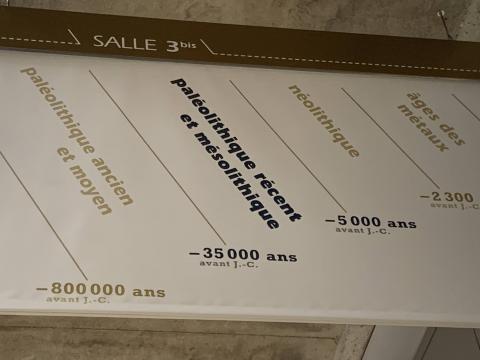 SALLE 3bis
paléolithique ancien
et moyen
paléolithique récent
et mésolithique
néolithique
âges des
métaux
–800 000 ans
avant J.-C.
–35 000 ans
avant J.-C.
–5 000 ans
avant J.-C.
–2 300
avant J.-C.